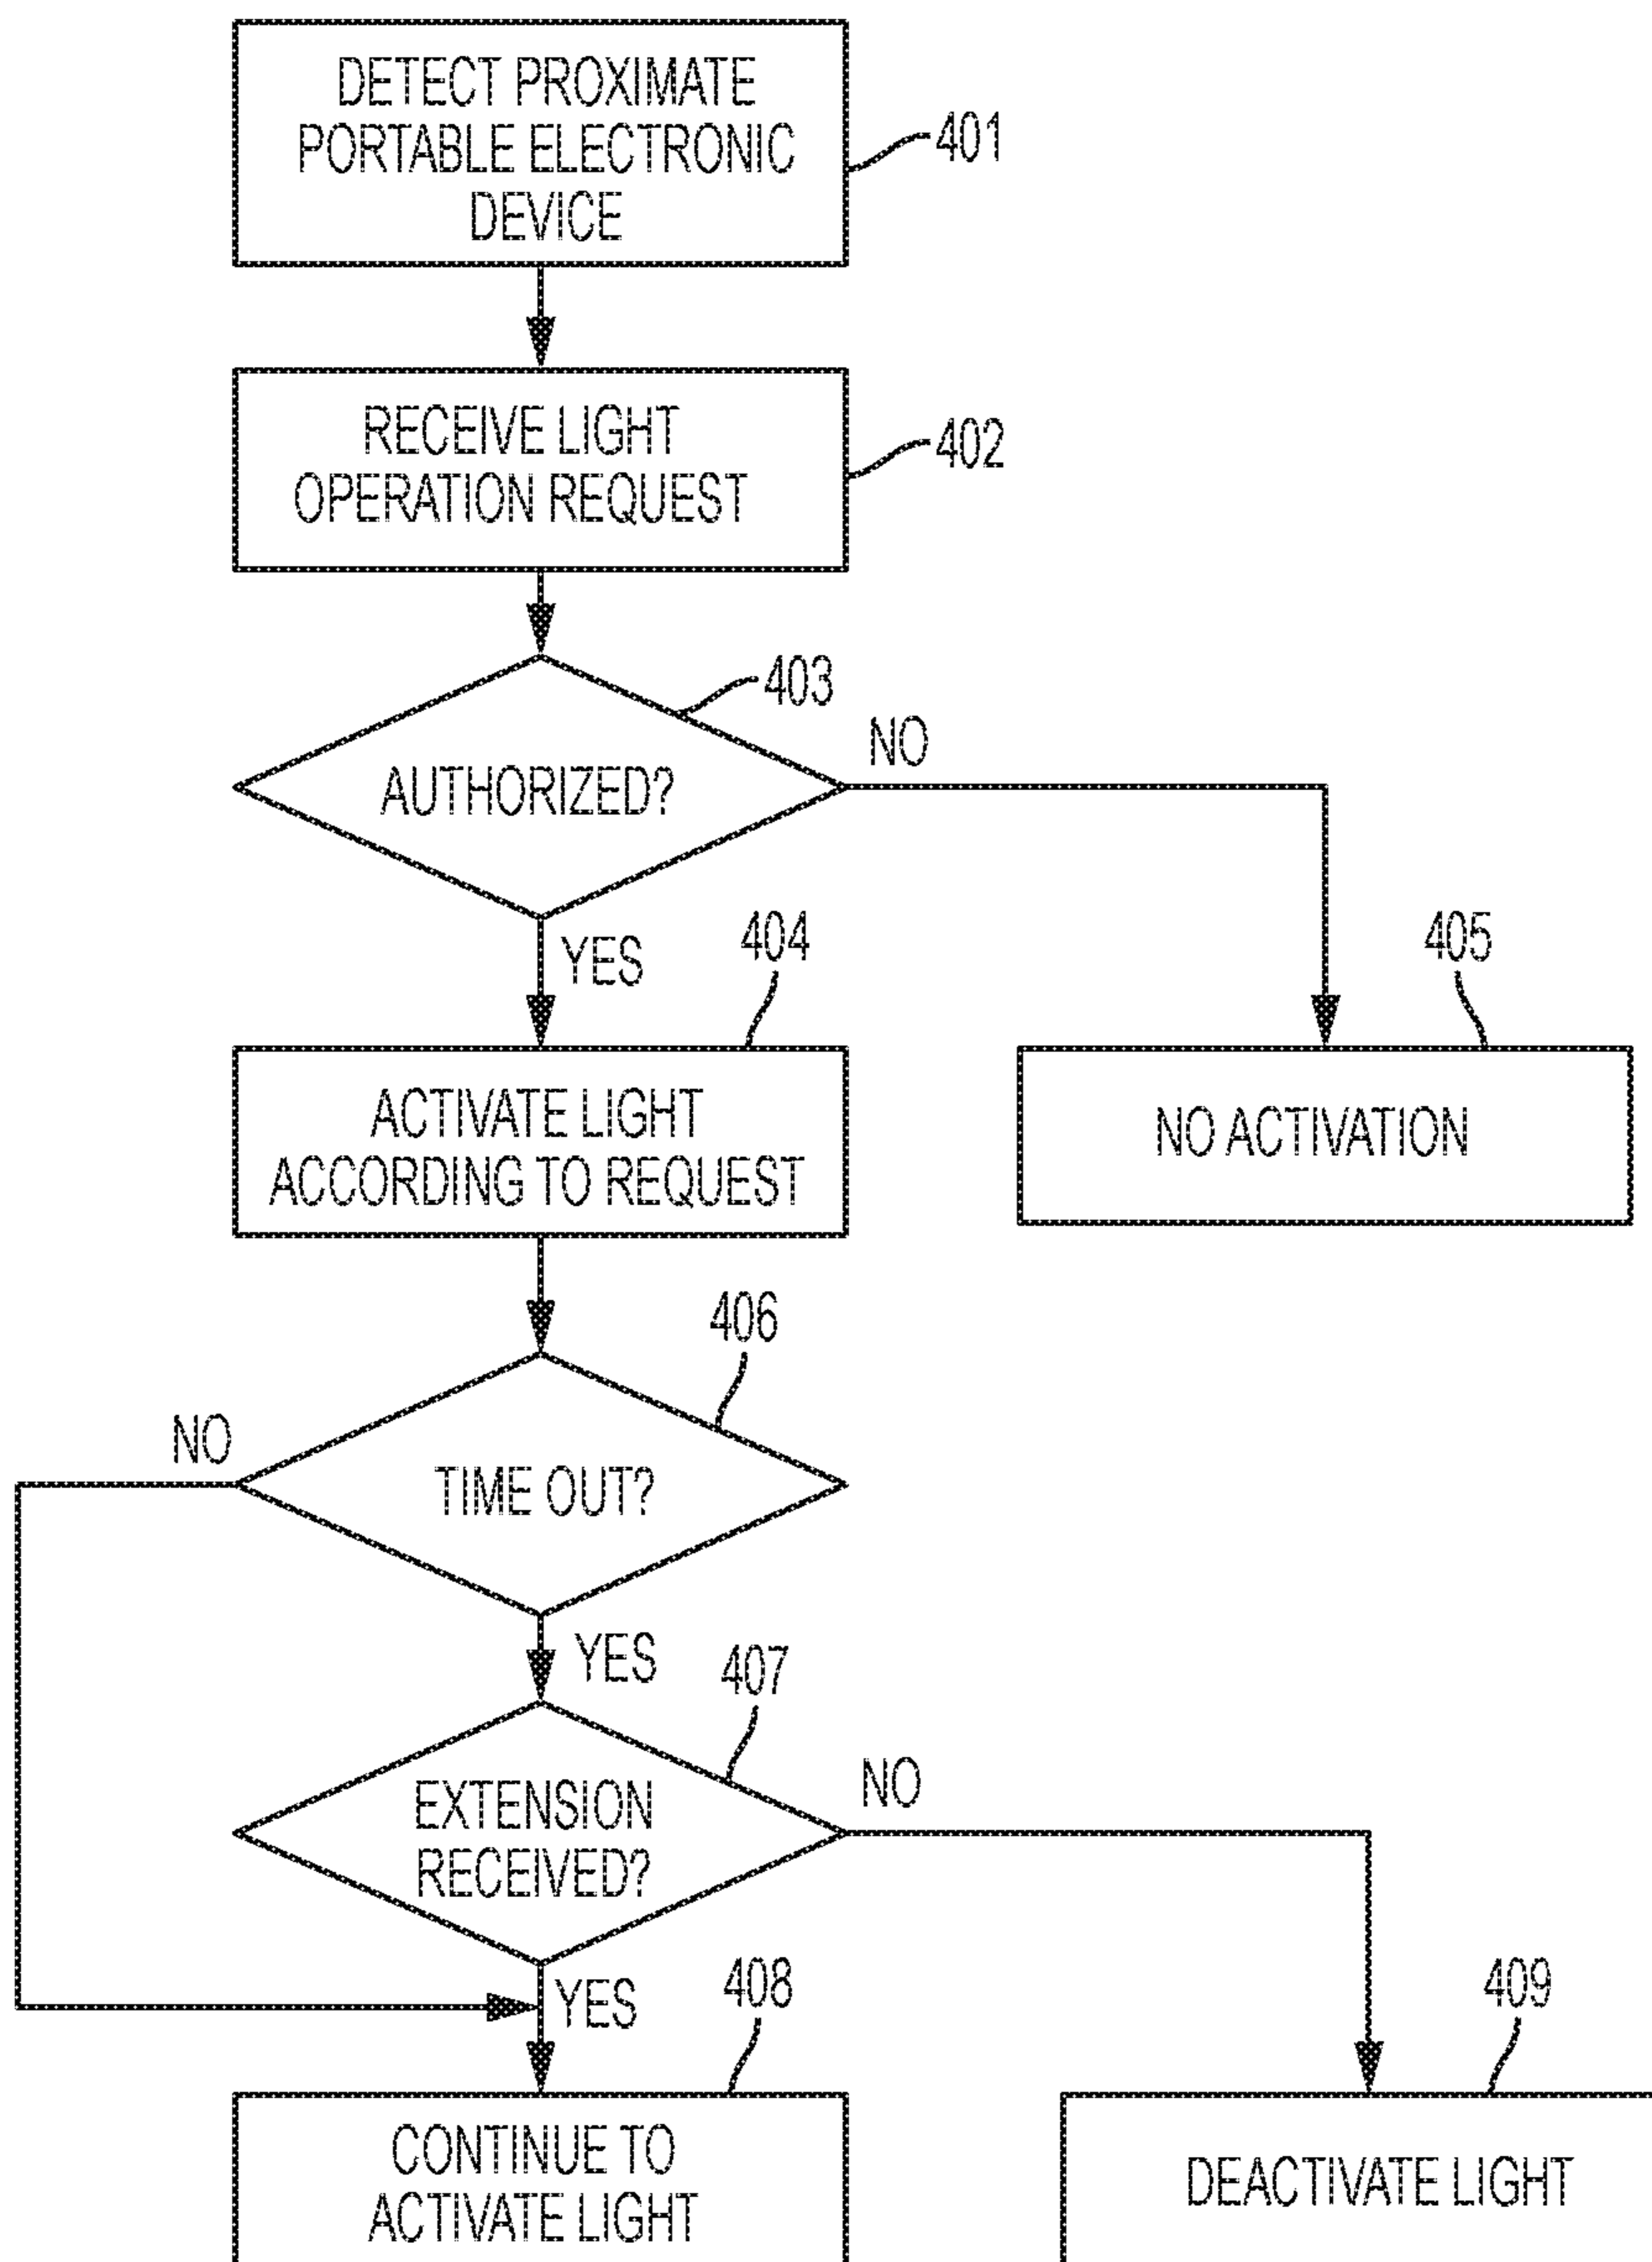 DETECT PROXIMATE
PORTABLE ELECTRONIC
DEVICE
401
RECEIVE LIGHT
OPERATION REQUEST
402
403
AUTHORIZED?
NO
YES
404
405
ACTIVATE LIGHT
ACCORDING TO REQUEST
NO ACTIVATION
406
NO
TIME OUT?
YES
407
EXTENSION
RECEIVED?
NO
YES
408
409
CONTINUE TO
ACTIVATE LIGHT
DEACTIVATE LIGHT